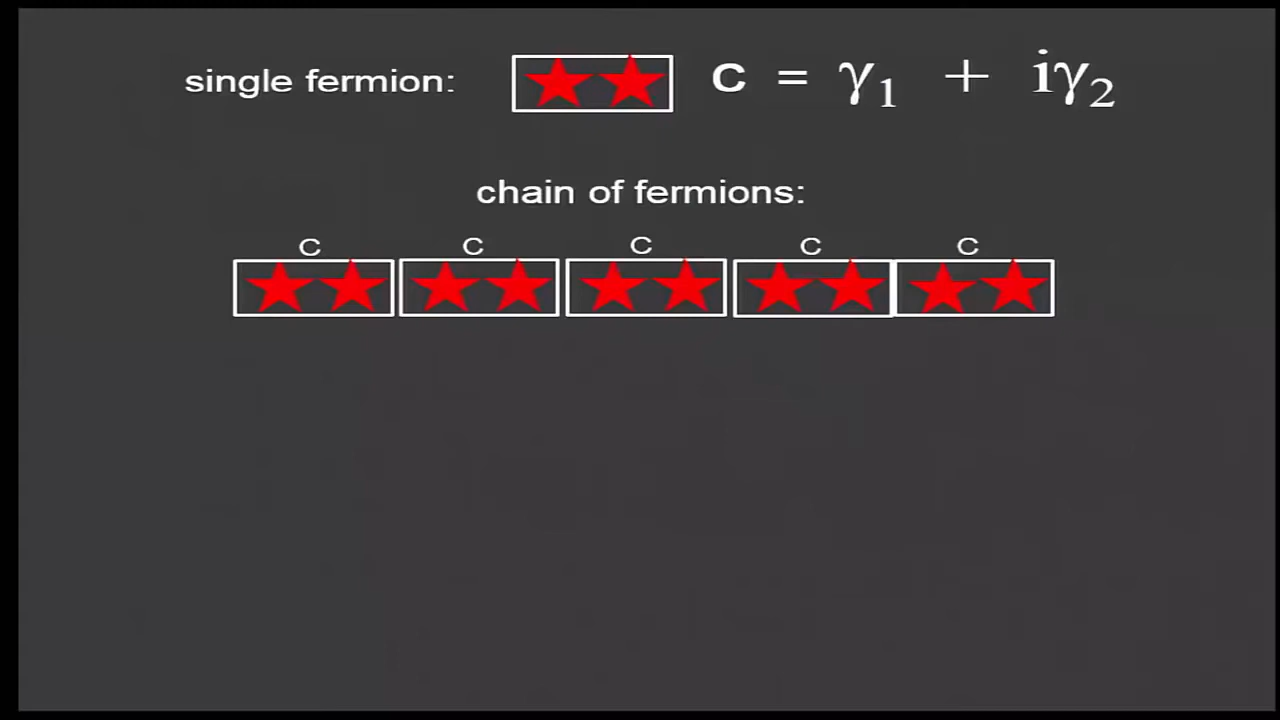 single fermion: C = γ₁ + iγ₂
chain of fermions:
C C C C C